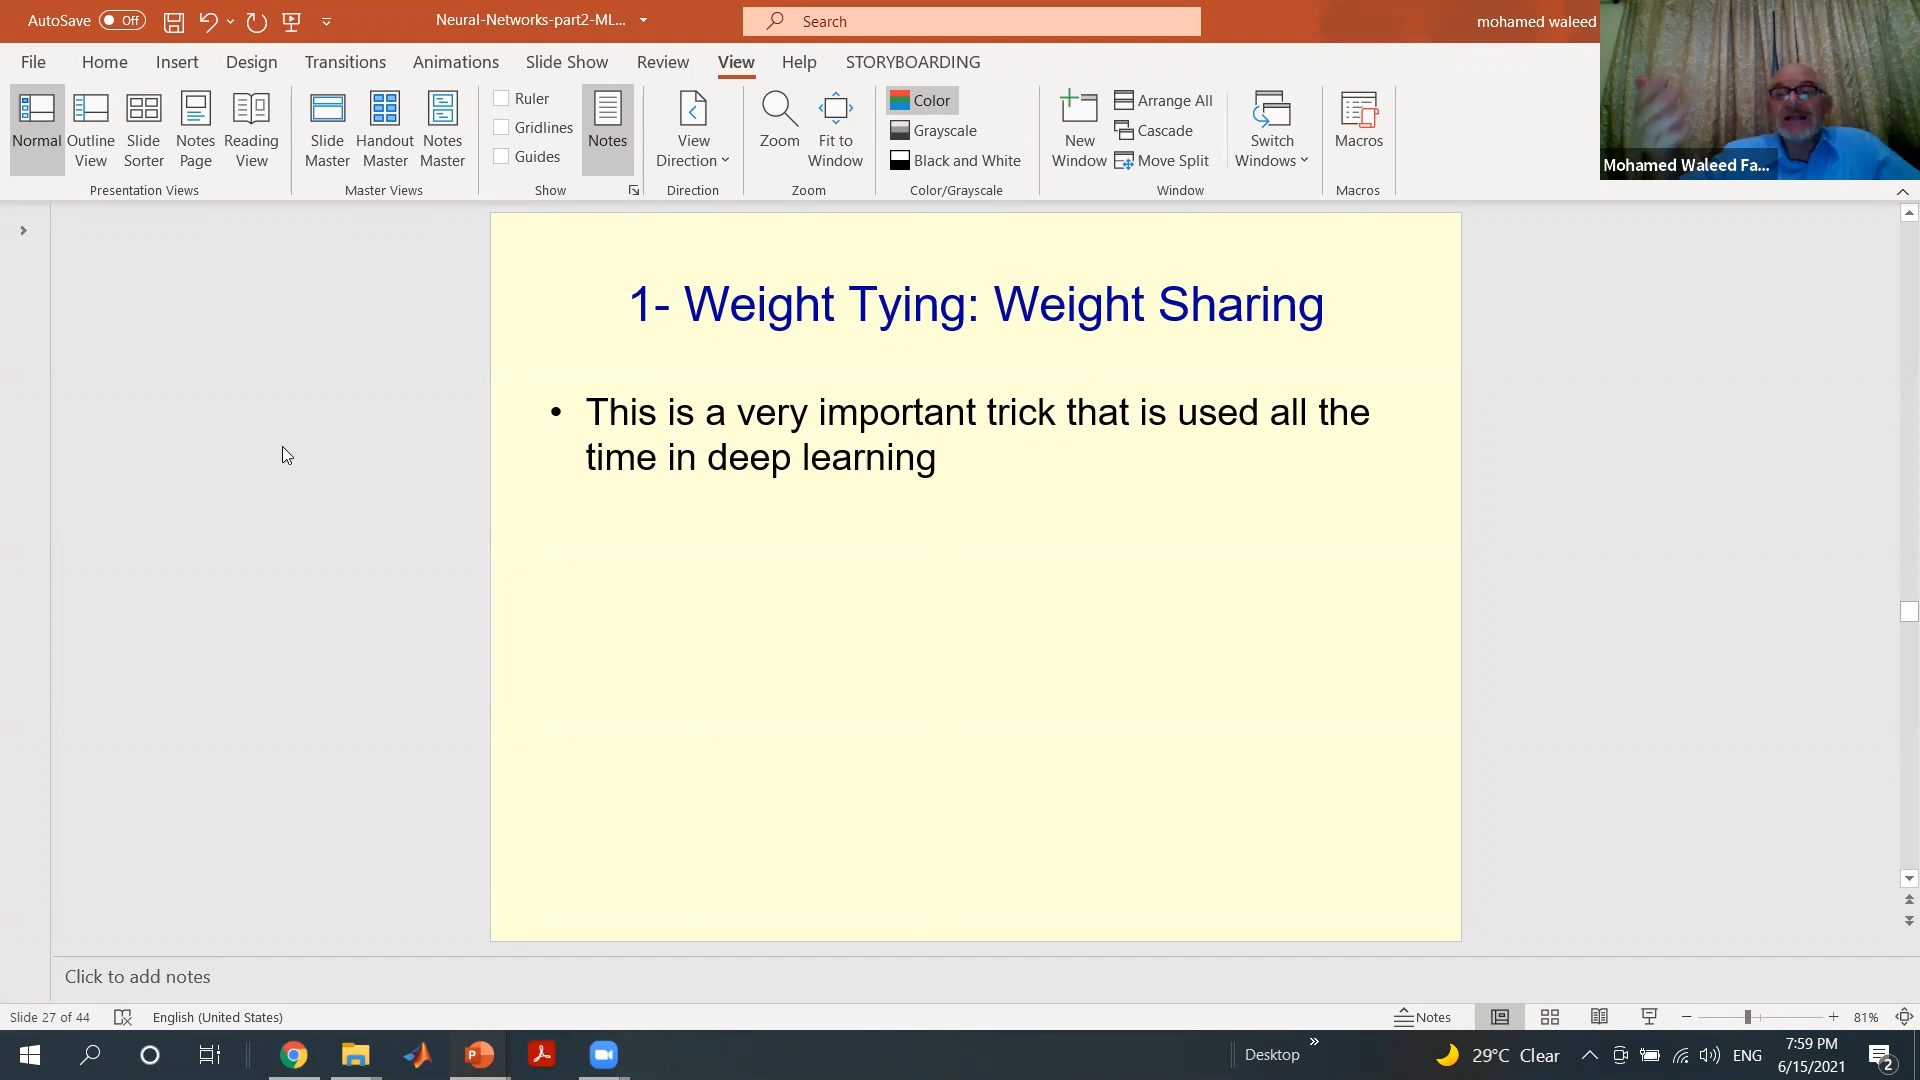 AutoSave Off
Neural-Networks-part2-ML...
Search
mohamed waleed
File Home Insert Design Transitions Animations Slide Show Review View Help STORYBOARDING
Normal
Outline View
Slide Sorter
Notes Page
Reading View
Presentation Views
Slide Master
Handout Master
Notes Master
Master Views
Ruler
Gridlines
Guides
Show
Notes
View Direction
Direction
Zoom
Fit to Window
Zoom
Color
Grayscale
Black and White
Color/Grayscale
New Window
Arrange All
Cascade
Move Split
Switch Windows
Window
Macros
Macros
Mohamed Waleed Fa...
1- Weight Tying: Weight Sharing
• This is a very important trick that is used all the
time in deep learning
Click to add notes
Slide 27 of 44
English (United States)
Notes
81%
Desktop
29°C Clear
ENG
7:59 PM
6/15/2021
2